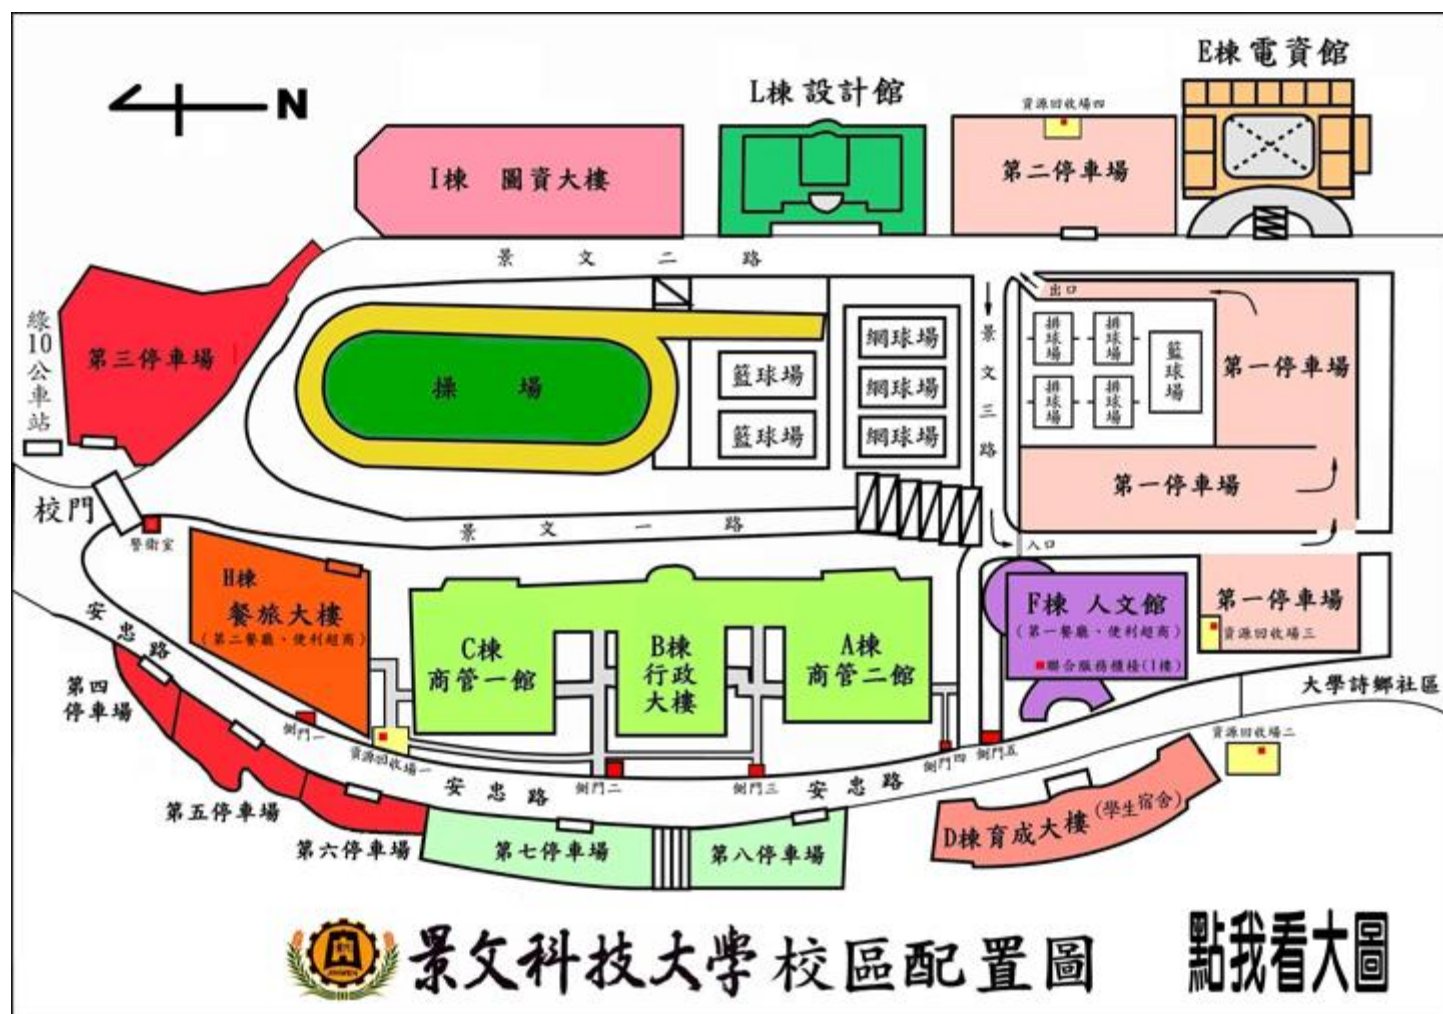 E棟 電資館
L棟 設計館
資源回收場四
N
I棟 圖資大樓
第二停車場
景文二路
綠10公車站
第三停車場
出口
景文三路
操場
籃球場
籃球場
網球場
網球場
網球場
排球場
排球場
排球場
排球場
籃球場
第一停車場
第一停車場
校門
警衛室
景文一路
入口
H棟
餐旅大樓
(第二餐廳、便利超商)
F棟 人文館
(第一餐廳、便利超商)
聯合服務櫃檯(1樓)
第一停車場
資源回收場三
安忠路
C棟
商管一館
B棟
行政
大樓
A棟
商管二館
大學詩鄉社區
第四
停車場
側門一
資源回收場一
側門二
側門三
側門四
側門五
資源回收場二
安忠路
安忠路
第五停車場
第六停車場
第七停車場
第八停車場
D棟育成大樓(學生宿舍)
景文科技大學校區配置圖
點我看大圖